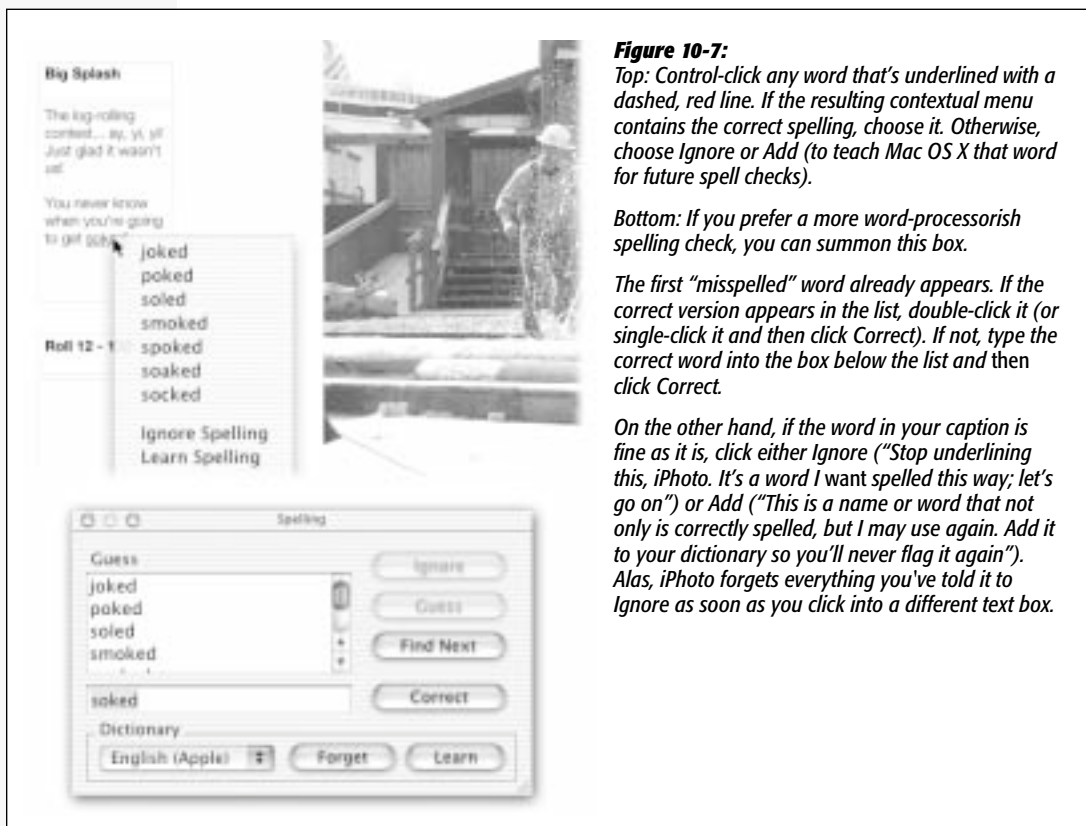 Big Splash
The log-rolling
contest... ay, yi, yi!
Just glad it wasn't
us!
You never know
when you're going
to get
joked
poked
soled
smoked
spoked
soaked
socked
Ignore Spelling
Learn Spelling
Roll 12 - 1
Spelling
Guess
joked
poked
soled
smoked
soked
Ignore
Guess
Find Next
Correct
Dictionary
English (Apple)
Forget
Learn
Figure 10-7:
Top: Control-click any word that's underlined with a
dashed, red line. If the resulting contextual menu
contains the correct spelling, choose it. Otherwise,
choose Ignore or Add (to teach Mac OS X that word
for future spell checks).
Bottom: If you prefer a more word-processorish
spelling check, you can summon this box.
The first “misspelled” word already appears. If the
correct version appears in the list, double-click it (or
single-click it and then click Correct). If not, type the
correct word into the box below the list and then
click Correct.
On the other hand, if the word in your caption is
fine as it is, click either Ignore (“Stop underlining
this, iPhoto. It's a word I want spelled this way; let's
go on”) or Add (“This is a name or word that not
only is correctly spelled, but I may use again. Add it
to your dictionary so you'll never flag it again”).
Alas, iPhoto forgets everything you've told it to
Ignore as soon as you click into a different text box.